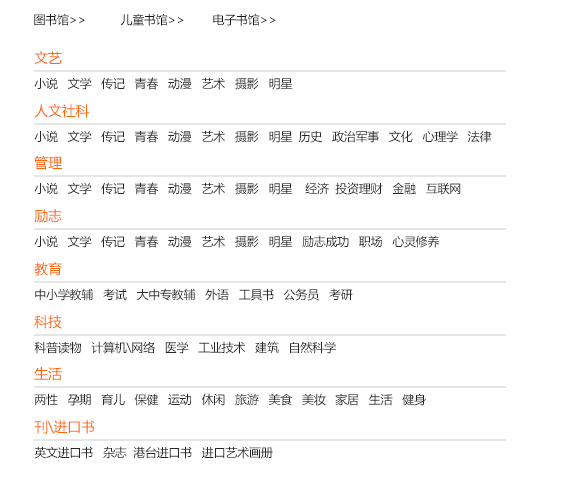 图书馆>> 儿童书馆>> 电子书馆>>
文艺
小说 文学 传记 青春 动漫 艺术 摄影 明星
人文社科
小说 文学 传记 青春 动漫 艺术 摄影 明星 历史 政治军事 文化 心理学 法律
管理
小说 文学 传记 青春 动漫 艺术 摄影 明星 经济 投资理财 金融 互联网
励志
小说 文学 传记 青春 动漫 艺术 摄影 明星 励志成功 职场 心灵修养
教育
中小学教辅 考试 大中专教辅 外语 工具书 公务员 考研
科技
科普读物 计算机\网络 医学 工业技术 建筑 自然科学
生活
两性 孕期 育儿 保健 运动 休闲 旅游 美食 美妆 家居 生活 健身
刊\进口书
英文进口书 杂志 港台进口书 进口艺术画册